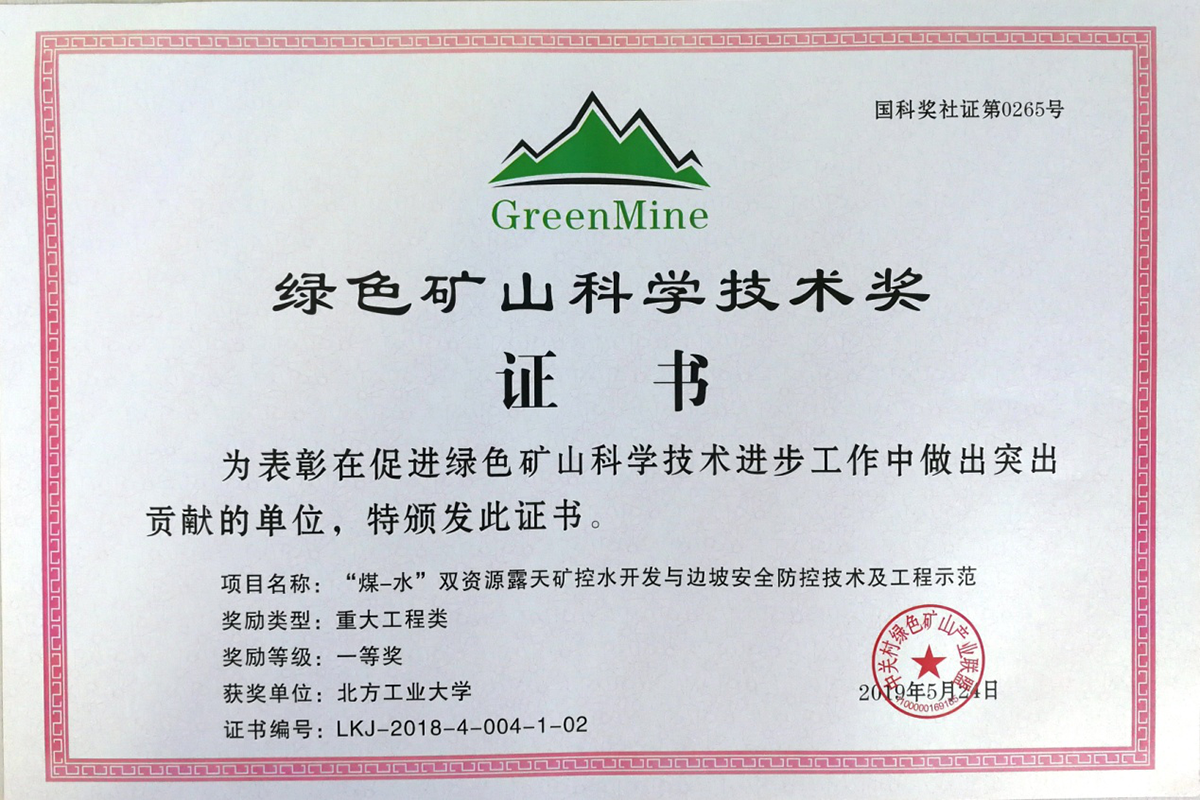 国科奖社证第0265号
GreenMine
绿色矿山科学技术奖
证 书
为表彰在促进绿色矿山科学技术进步工作中做出突出
贡献的单位，特颁发此证书。
项目名称：“煤-水”双资源露天矿控水开发与边坡安全防控技术及工程示范
奖励类型：重大工程类
奖励等级：一等奖
获奖单位：北方工业大学
证书编号：LKJ-2018-4-004-1-02
中关村绿色矿山产业联盟
2019年5月24日